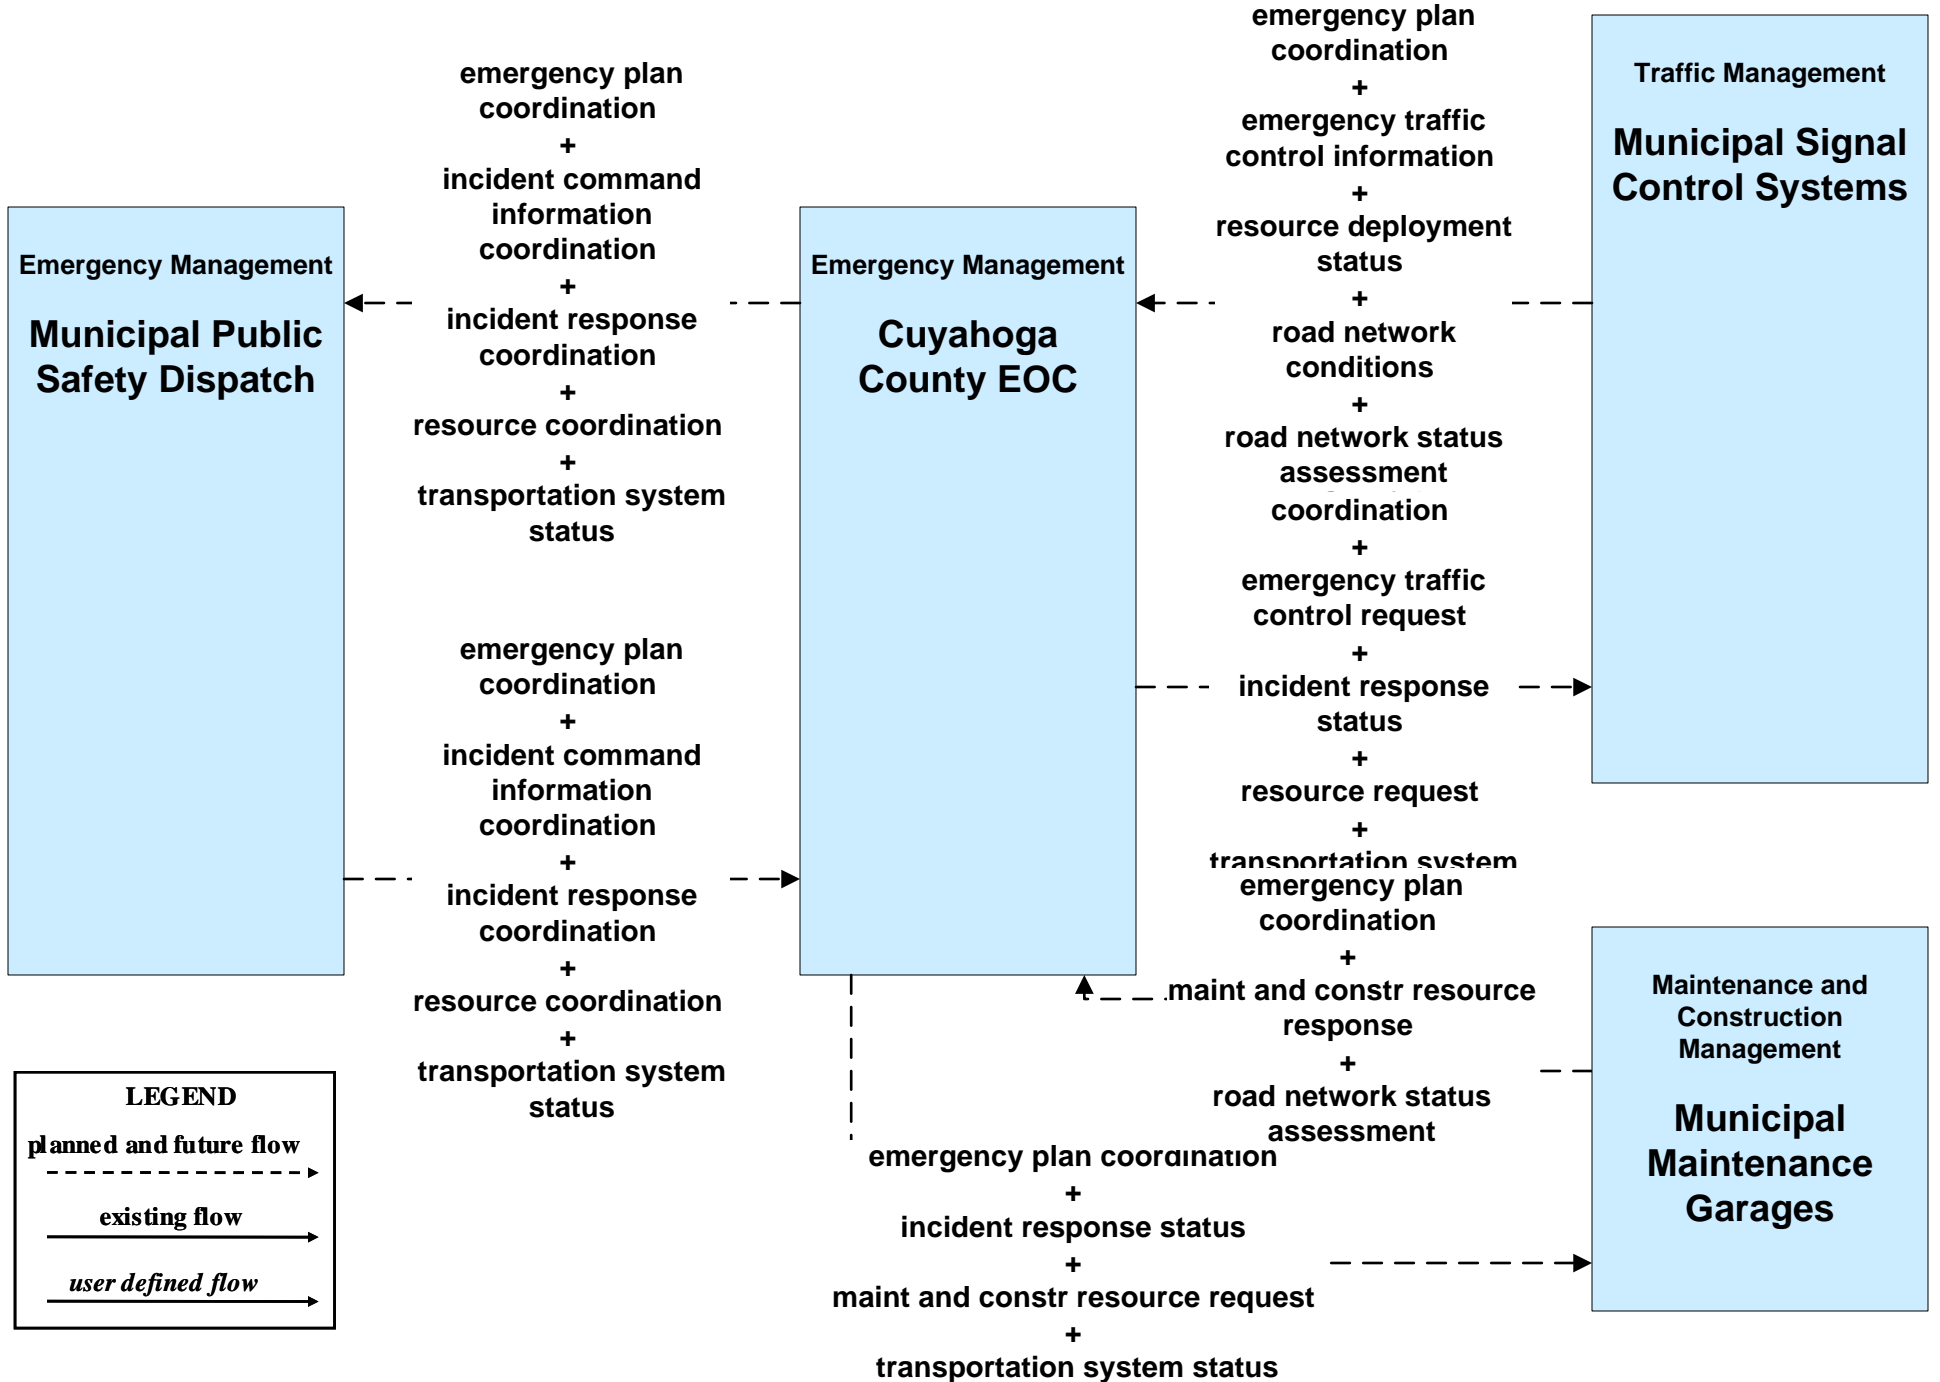 emergency plan
coordination
+
incident command
information
coordination
+
incident response
coordination
+
resource coordination
+
transportation system
status
emergency plan
coordination
+
emergency traffic
control information
+
resource deployment
status
+
road network
conditions
+
road network status
assessment
coordination
+
emergency traffic
control request
+
incident response
status
+
resource request
+
transportation system
Traffic Management
Municipal Signal
Control Systems
Emergency Management
Municipal Public
Safety Dispatch
Emergency Management
Cuyahoga
County EOC
emergency plan
coordination
+
incident command
information
coordination
+
incident response
coordination
+
resource coordination
+
transportation system
status
emergency plan
coordination
+
maint and constr resource
response
+
road network status
assessment
Maintenance and
Construction
Management
Municipal
Maintenance
Garages
emergency plan coordination
+
incident response status
+
maint and constr resource request
+
transportation system status
LEGEND
planned and future flow
existing flow
user defined flow